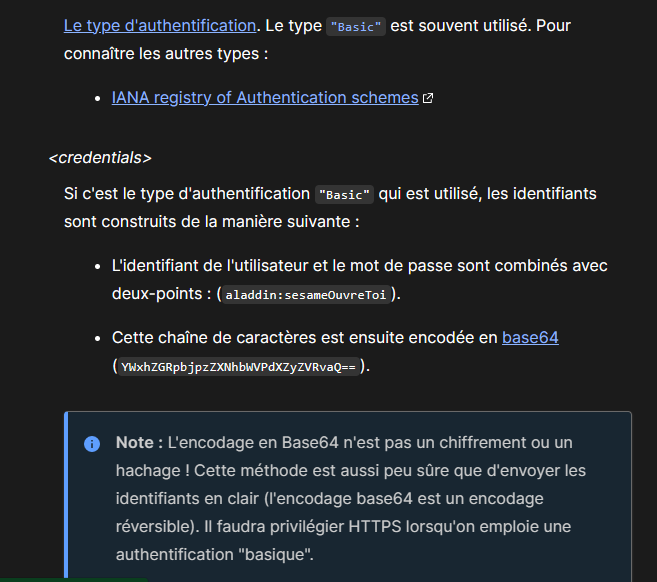 Le type d'authentification. Le type "Basic" est souvent utilisé. Pour
connaître les autres types :
• IANA registry of Authentication schemes
<credentials>
Si c'est le type d'authentification "Basic" qui est utilisé, les identifiants
sont construits de la manière suivante :
• L'identifiant de l'utilisateur et le mot de passe sont combinés avec
deux-points : (aladdin:sesameOuvreToi).
• Cette chaîne de caractères est ensuite encodée en base64
(YWxhZGRpbjpzZXNhbWVPdXZyZVRvaQ==).
Note : L'encodage en Base64 n'est pas un chiffrement ou un
hachage ! Cette méthode est aussi peu sûre que d'envoyer les
identifiants en clair (l'encodage base64 est un encodage
réversible). Il faudra privilégier HTTPS lorsqu'on emploie une
authentification "basique".